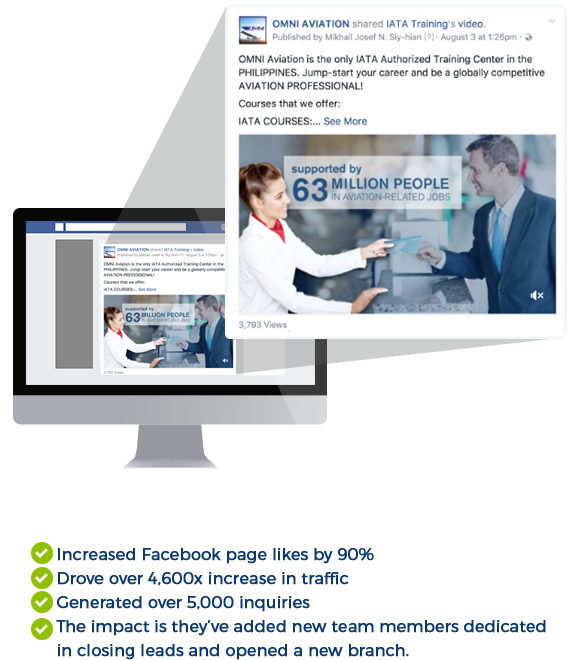 OMNI AVIATION shared IATA Training's video.
Published by Mikhail Josef N. Siy-hian [?] · August 3 at 1:26pm ·
OMNI Aviation is the only IATA Authorized Training Center in the
PHILIPPINES. Jump-start your career and be a globally competitive
AVIATION PROFESSIONAL!
Courses that we offer:
IATA COURSES:... See More
supported by
63 MILLION PEOPLE
IN AVIATION-RELATED JOBS
3,793 Views
OMNI AVIATION shared IATA Training's video.
Published by Mikhail Josef N. Siy-hian [?] · August 3 at 1:26pm ·
OMNI Aviation is the only IATA Authorized Training Center in the
PHILIPPINES. Jump-start your career and be a globally competitive
AVIATION PROFESSIONAL!
Courses that we offer:
IATA COURSES:... See More
supported by
63 MILLION PEOPLE
IN AVIATION-RELATED JOBS
3,793 Views
Increased Facebook page likes by 90%
Drove over 4,600x increase in traffic
Generated over 5,000 inquiries
The impact is they've added new team members dedicated
in closing leads and opened a new branch.